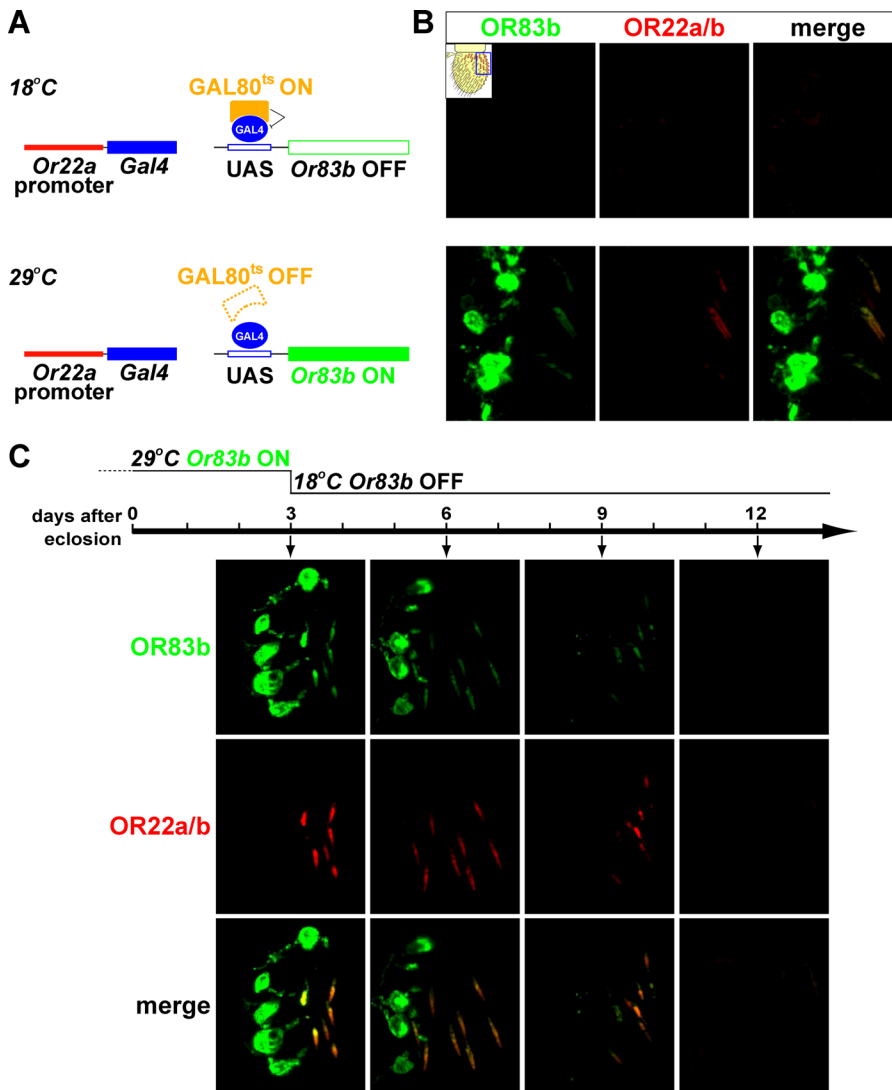 A
18°C
GAL80ts ON
GAL4
Or22a Gal4
promoter
UAS Or83b OFF
29°C
GAL80ts OFF
GAL4
Or22a Gal4
promoter
UAS Or83b ON
B
OR83b OR22a/b merge
C
29°C Or83b ON
18°C Or83b OFF
days after eclosion
0 3 6 9 12
OR83b
OR22a/b
merge